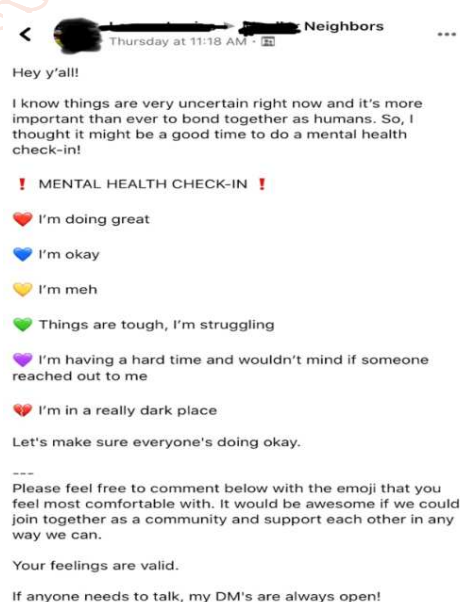 Neighbors
Thursday at 11:18 AM ·
Hey y'all!
I know things are very uncertain right now and it's more
important than ever to bond together as humans. So, I
thought it might be a good time to do a mental health
check-in!
❗ MENTAL HEALTH CHECK-IN ❗
❤️ I'm doing great
💙 I'm okay
💛 I'm meh
💚 Things are tough, I'm struggling
💜 I'm having a hard time and wouldn't mind if someone
reached out to me
💔 I'm in a really dark place
Let's make sure everyone's doing okay.
---
Please feel free to comment below with the emoji that you
feel most comfortable with. It would be awesome if we could
join together as a community and support each other in any
way we can.
Your feelings are valid.
If anyone needs to talk, my DM's are always open!